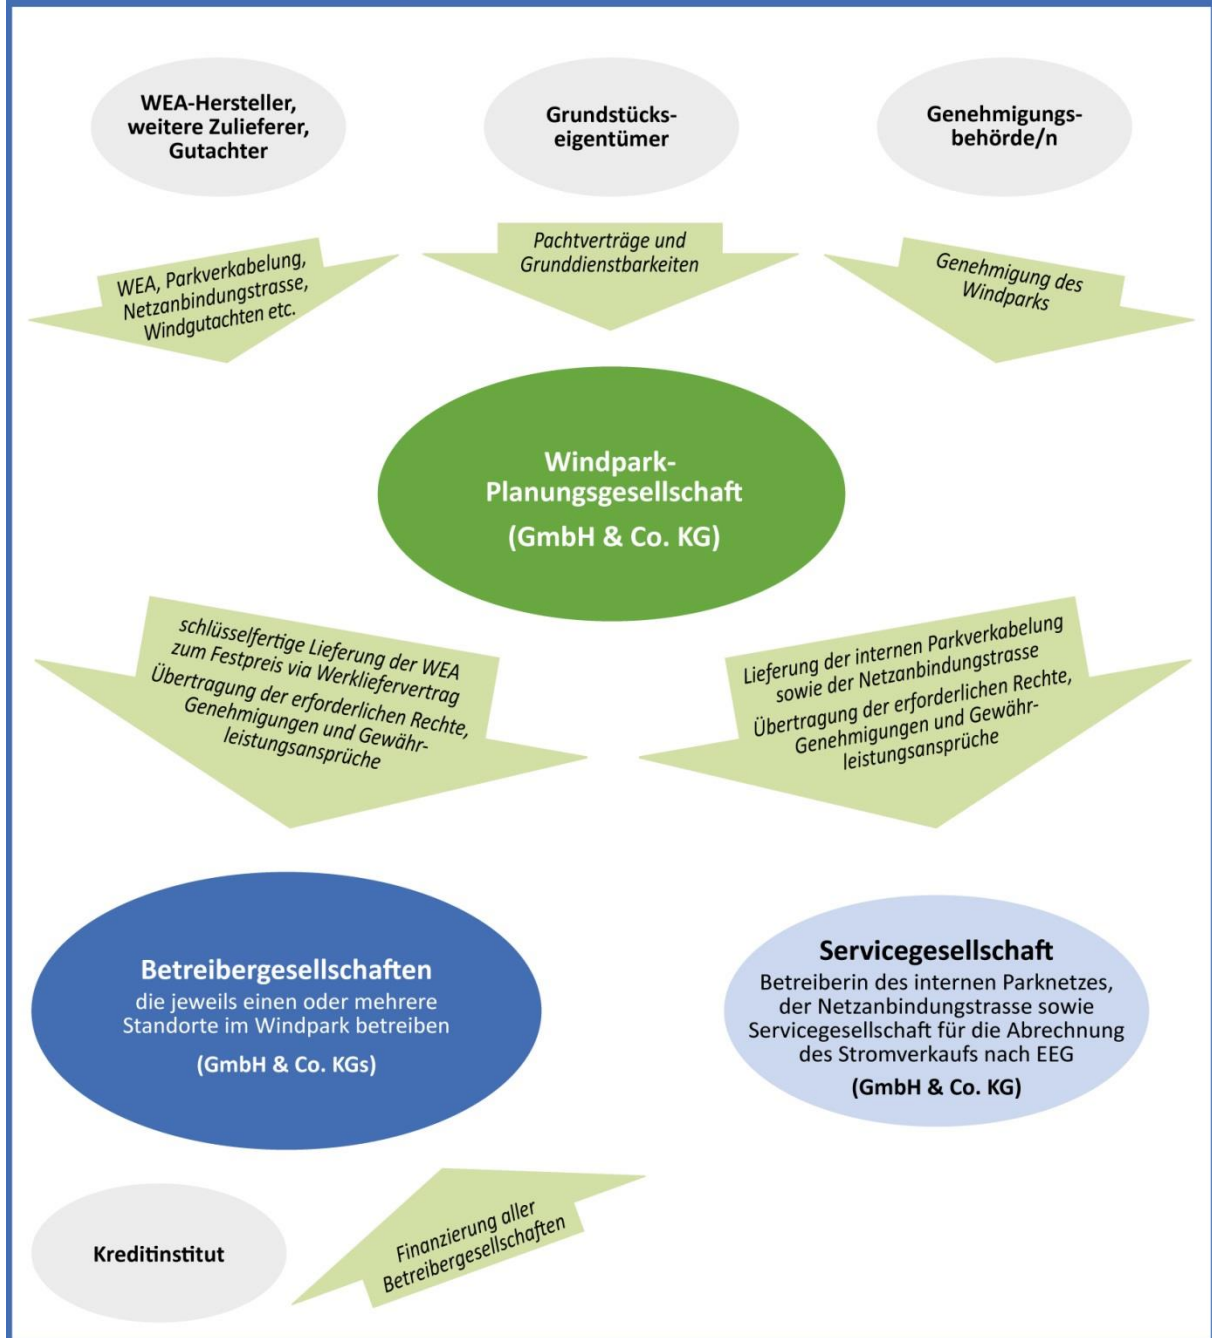 WEA-Hersteller,
weitere Zulieferer,
Gutachter
Grundstücks-
eigentümer
Genehmigungs-
behörde/n
WEA, Parkverkabelung,
Netzanbindungstrasse,
Windgutachten etc.
Pachtverträge und
Grunddienstbarkeiten
Genehmigung des
Windparks
Windpark-
Planungsgesellschaft
(GmbH & Co. KG)
schlüsselfertige Lieferung der WEA
zum Festpreis via Werkliefervertrag
Übertragung der erforderlichen Rechte,
Genehmigungen und Gewähr-
leistungsansprüche
Lieferung der internen Parkverkabelung
sowie der Netzanbindungstrasse
Übertragung der erforderlichen Rechte,
Genehmigungen und Gewähr-
leistungsansprüche
Betreibergesellschaften
die jeweils einen oder mehrere
Standorte im Windpark betreiben
(GmbH & Co. KGs)
Servicegesellschaft
Betreiberin des internen Parknetzes,
der Netzanbindungstrasse sowie
Servicegesellschaft für die Abrechnung
des Stromverkaufs nach EEG
(GmbH & Co. KG)
Kreditinstitut
Finanzierung aller
Betreibergesellschaften